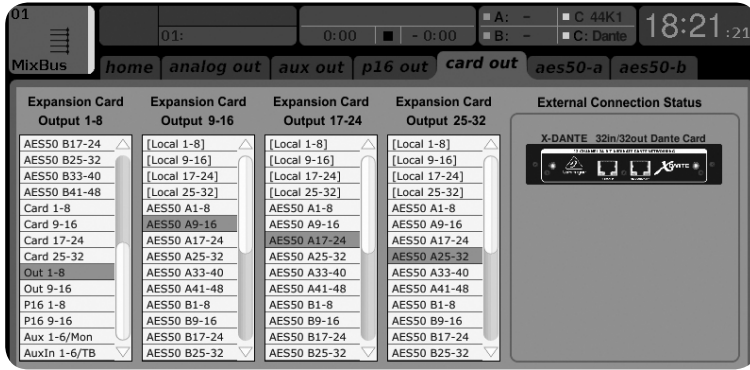 01
01:
0:00 - 0:00
A: -
B: -
C 44K1
C: Dante
18:21:21
MixBus
home analog out aux out p16 out card out aes50-a aes50-b
Expansion Card Output 1-8
AES50 B17-24
AES50 B25-32
AES50 B33-40
AES50 B41-48
Card 1-8
Card 9-16
Card 17-24
Card 25-32
Out 1-8
Out 9-16
P16 1-8
P16 9-16
Aux 1-6/Mon
AuxIn 1-6/TB
Expansion Card Output 9-16
[Local 1-8]
[Local 9-16]
[Local 17-24]
[Local 25-32]
AES50 A1-8
AES50 A9-16
AES50 A17-24
AES50 A25-32
AES50 A33-40
AES50 A41-48
AES50 B1-8
AES50 B9-16
AES50 B17-24
AES50 B25-32
Expansion Card Output 17-24
[Local 1-8]
[Local 9-16]
[Local 17-24]
[Local 25-32]
AES50 A1-8
AES50 A9-16
AES50 A17-24
AES50 A25-32
AES50 A33-40
AES50 A41-48
AES50 B1-8
AES50 B9-16
AES50 B17-24
AES50 B25-32
Expansion Card Output 25-32
[Local 1-8]
[Local 9-16]
[Local 17-24]
[Local 25-32]
AES50 A1-8
AES50 A9-16
AES50 A17-24
AES50 A25-32
AES50 A33-40
AES50 A41-48
AES50 B1-8
AES50 B9-16
AES50 B17-24
AES50 B25-32
External Connection Status
X-DANTE 32in/32out Dante Card